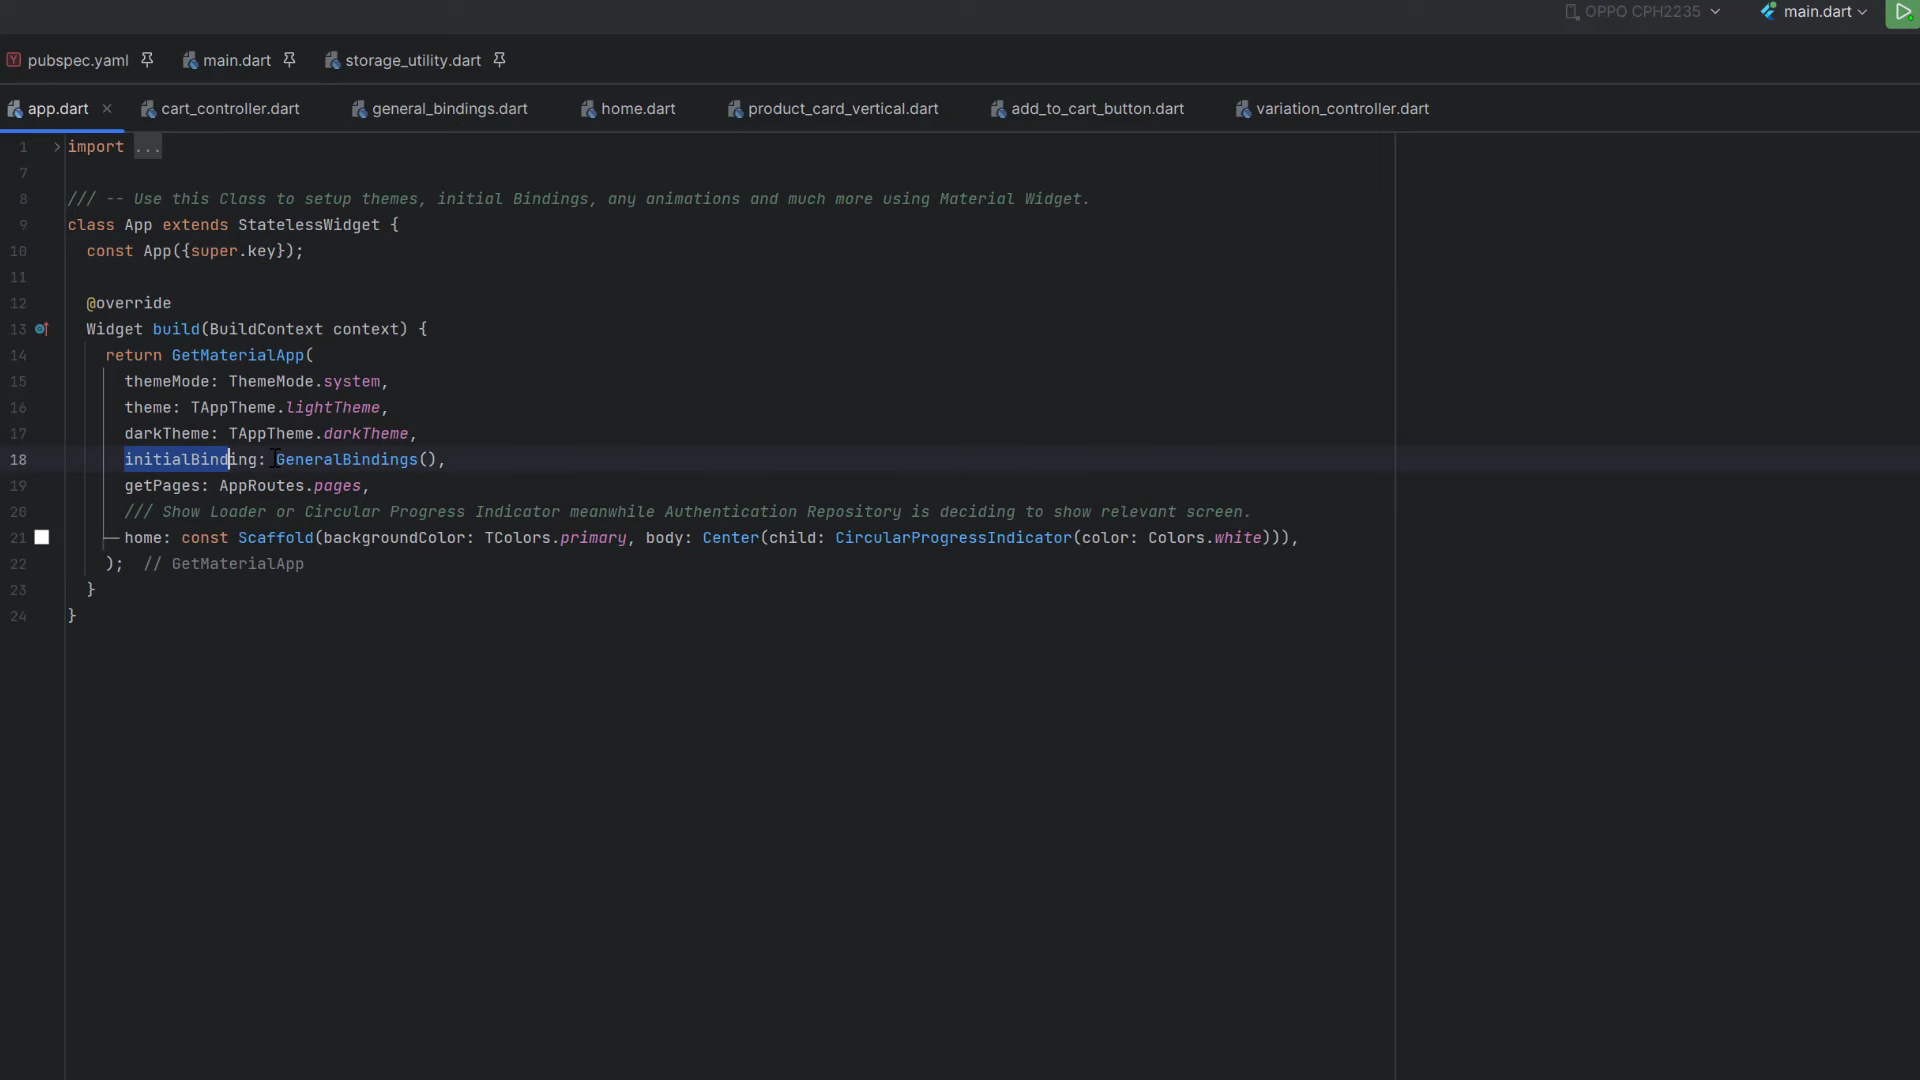 OPPO CPH2235 main.dart
pubspec.yaml main.dart storage_utility.dart
app.dart cart_controller.dart general_bindings.dart home.dart product_card_vertical.dart add_to_cart_button.dart variation_controller.dart
1 import ...
7
8 /// -- Use this Class to setup themes, initial Bindings, any animations and much more using Material Widget.
9 class App extends StatelessWidget {
10 const App({super.key});
11
12 @override
13 Widget build(BuildContext context) {
14 return GetMaterialApp(
15 themeMode: ThemeMode.system,
16 theme: TAppTheme.lightTheme,
17 darkTheme: TAppTheme.darkTheme,
18 initialBinding: GeneralBindings(),
19 getPages: AppRoutes.pages,
20 /// Show Loader or Circular Progress Indicator meanwhile Authentication Repository is deciding to show relevant screen.
21 home: const Scaffold(backgroundColor: TColors.primary, body: Center(child: CircularProgressIndicator(color: Colors.white))),
22 ); // GetMaterialApp
23 }
24 }